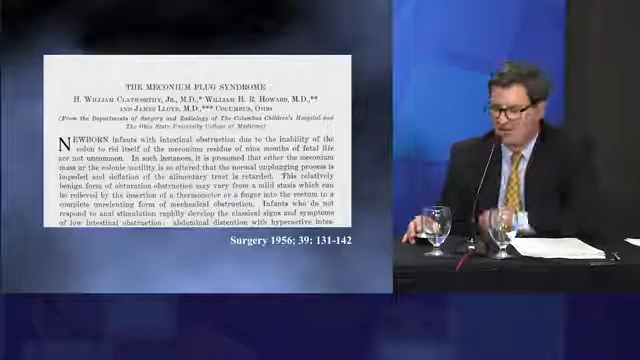 THE MECONIUM PLUG SYNDROME
H. WILLIAM CLATWORTHY, JR., M.D.,* WILLIAM H. R. HOWARD, M.D.,**
AND JAMES LLOYD, M.D.,*** COLUMBUS, OHIO
(From the Departments of Surgery and Radiology of The Columbus Children's Hospital and
The Ohio State University College of Medicine)
NEWBORN infants with intestinal obstruction due to the inability of the
colon to rid itself of the meconium residue of nine months of fetal life
are not uncommon. In such instances, it is presumed that either the meconium
mass or the colonic motility is so altered that the normal unplugging process is
impeded and deflation of the alimentary tract is retarded. This relatively
benign form of obturation obstruction may vary from a mild stasis which can
be relieved by the insertion of a thermometer or a finger into the rectum to a
complete unrelenting form of mechanical obstruction. Infants who do not
respond to anal stimulation rapidly develop the classical signs and symptoms
of low intestinal obstruction: abdominal distention with hyperactive intes-
Surgery 1956; 39: 131-142